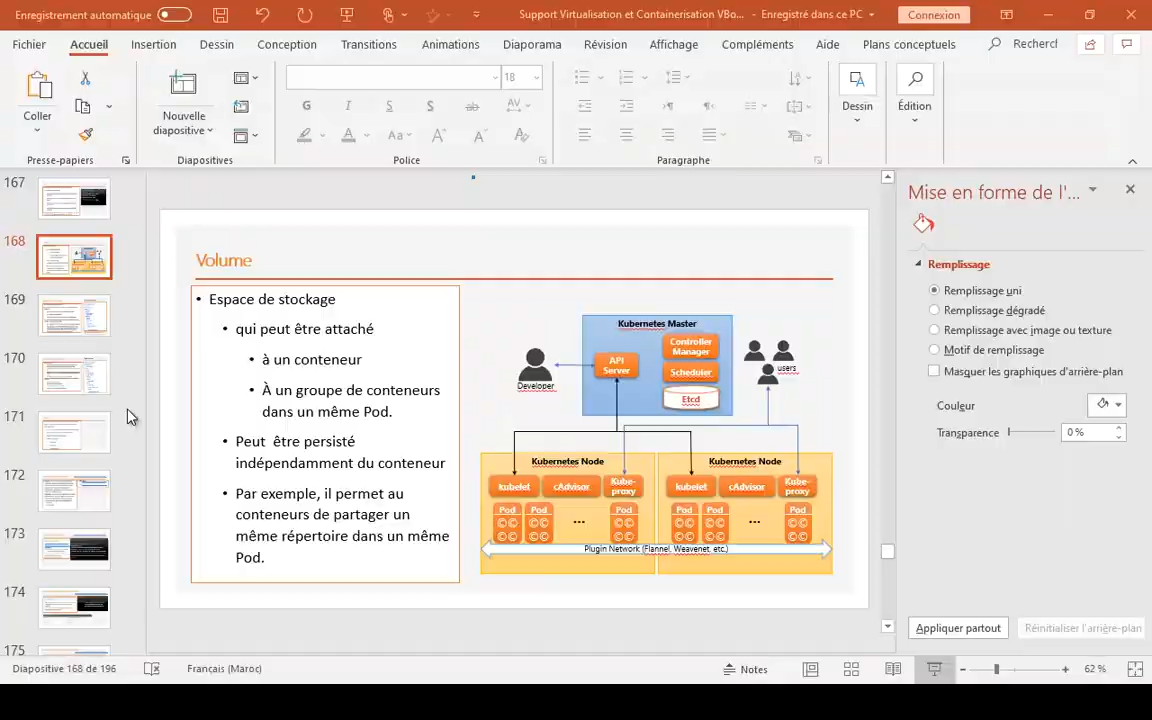 Enregistrement automatique
Support Virtualisation et Containerisation VBo... - Enregistré dans ce PC
Connexion
Fichier Accueil Insertion Dessin Conception Transitions Animations Diaporama Révision Affichage Compléments Aide Plans conceptuels Recherch
Coller
Presse-papiers
Nouvelle
diapositive
Diapositives
18
G I S S ab AV
A Aa A A
Police
Paragraphe
Dessin
Édition
167
168
169
170
171
172
173
174
175
Volume
• Espace de stockage
• qui peut être attaché
• à un conteneur
• À un groupe de conteneurs
dans un même Pod.
• Peut être persisté
indépendamment du conteneur
• Par exemple, il permet au
conteneurs de partager un
même répertoire dans un même
Pod.
Kubernetes Master
API
Server
Controller
Manager
Scheduler
Etcd
Developer
users
Kubernetes Node
kubelet cAdvisor Kube-
proxy
Pod Pod ... Pod
Kubernetes Node
kubelet cAdvisor Kube-
proxy
Pod Pod ... Pod
Plugin Network (Flannel, Weavenet, etc.)
Mise en forme de l'...
Remplissage
Remplissage uni
Remplissage dégradé
Remplissage avec image ou texture
Motif de remplissage
Masquer les graphiques d'arrière-plan
Couleur
Transparence 0 %
Appliquer partout Réinitialiser l'arrière-plan
Diapositive 168 de 196 Français (Maroc) Notes 62 %